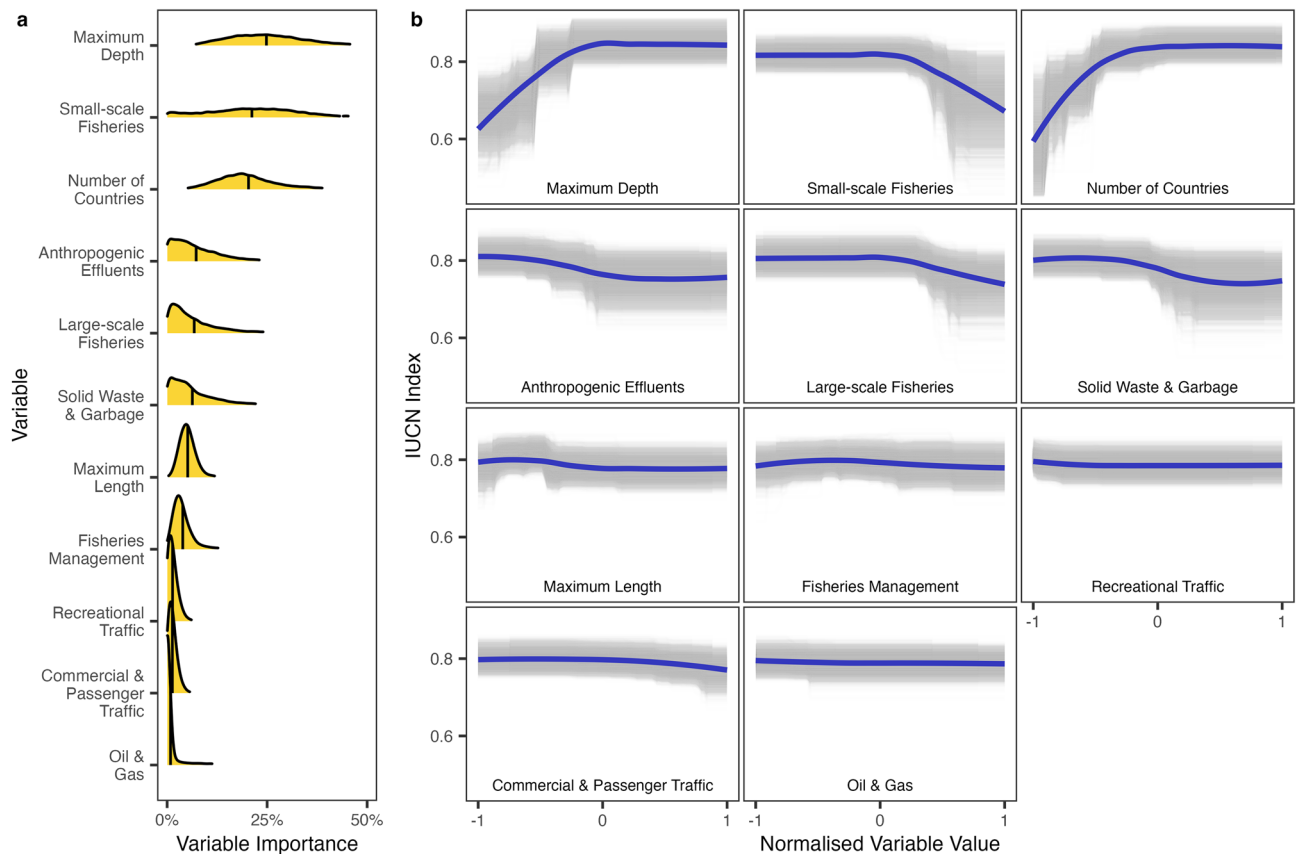 a
Maximum
Depth
Small-scale
Fisheries
Number of
Countries
Anthropogenic
Effluents
Large-scale
Fisheries
Solid Waste
& Garbage
Maximum
Length
Fisheries
Management
Recreational
Traffic
Commercial &
Passenger
Traffic
Oil &
Gas
Variable
0% 25% 50%
Variable Importance
b
IUCN Index
0.8
0.6
Maximum Depth
Small-scale Fisheries
Number of Countries
0.8
0.6
Anthropogenic Effluents
Large-scale Fisheries
Solid Waste & Garbage
0.8
0.6
Maximum Length
Fisheries Management
Recreational Traffic
-1 0 1
0.8
0.6
Commercial & Passenger Traffic
Oil & Gas
-1 0 1
-1 0 1
Normalised Variable Value